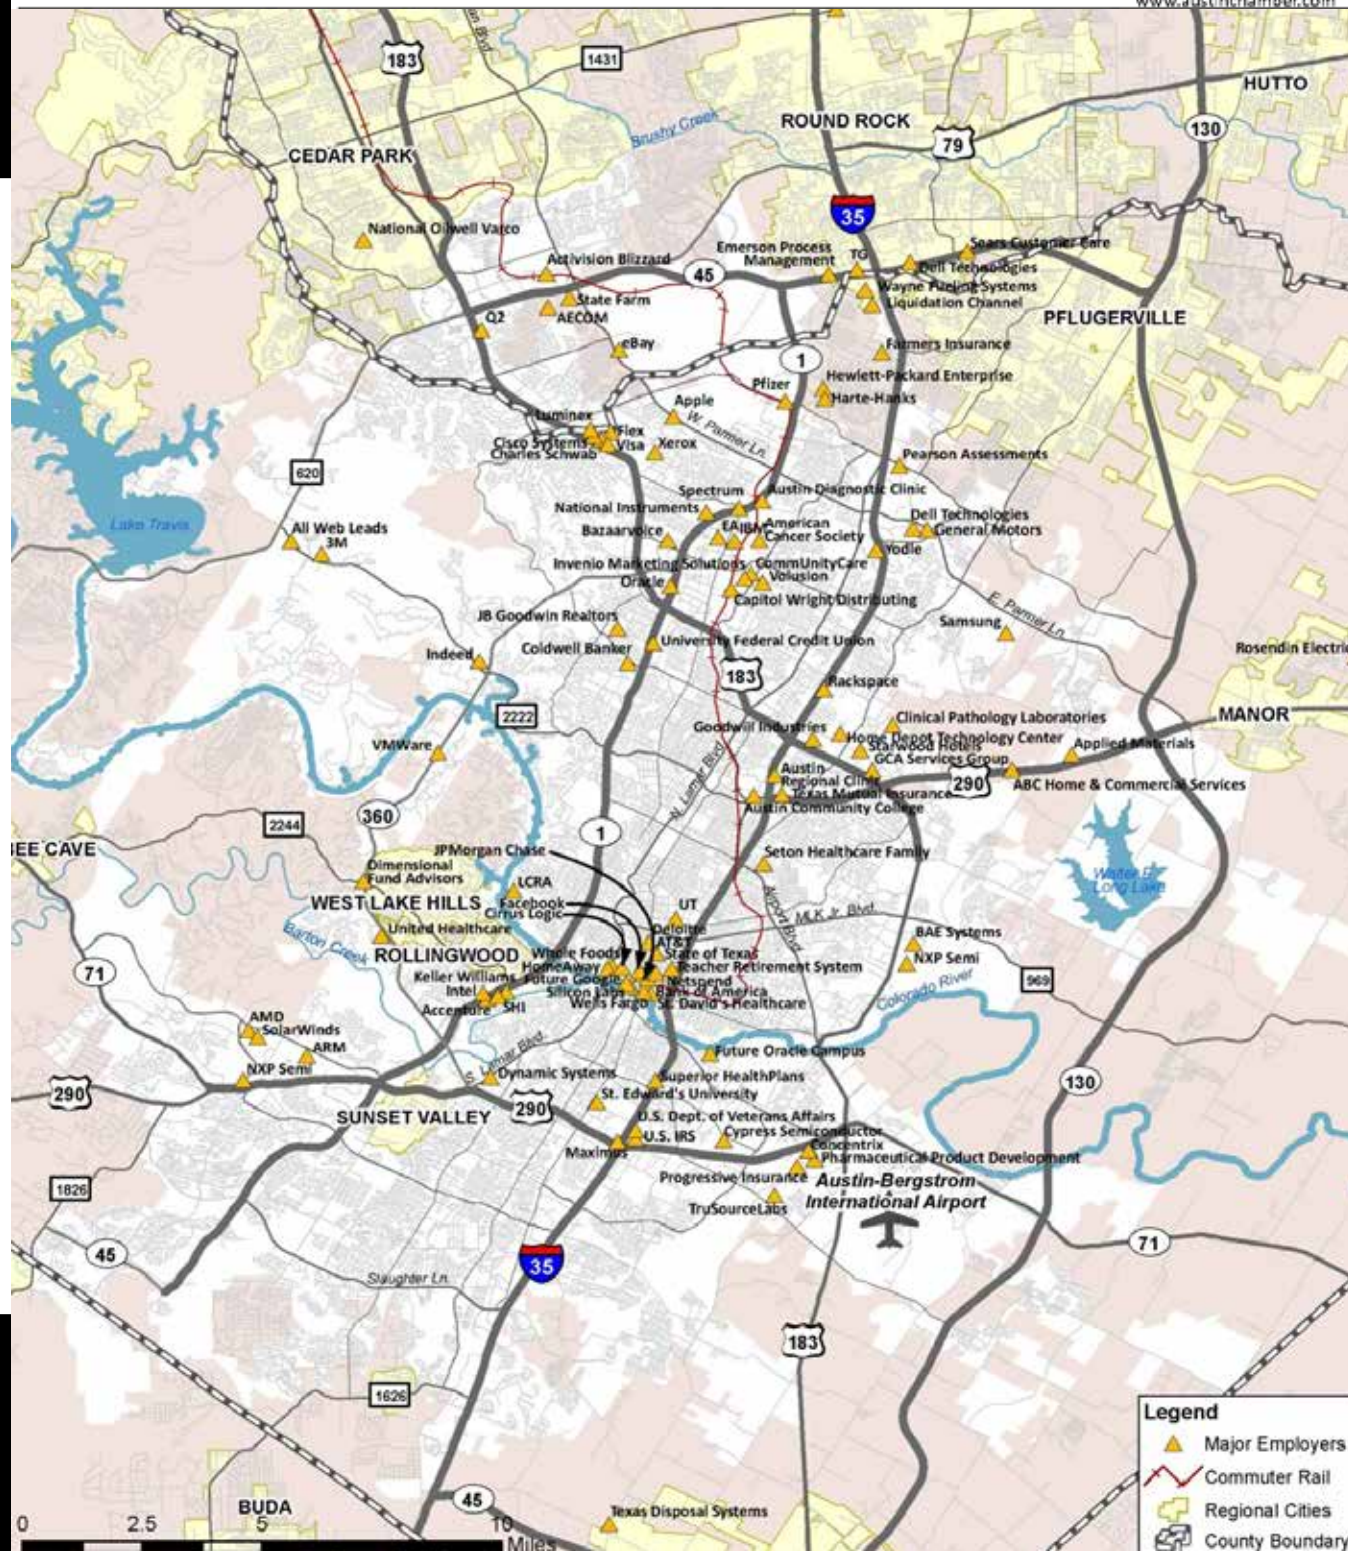 www.austinchamber.com
183
1431
HUTTO
ROUND ROCK
130
79
Brushy Creek
CEDAR PARK
35
National Oilwell Varco
Sears Customer Care
Emerson Process
Management
TG
Activision Blizzard
45
Dell Technologies
Wayne Fueling Systems
State Farm
Liquidation Channel
AECOM
Q2
PFLUGERVILLE
eBay
Farmers Insurance
1
Hewlett-Packard Enterprise
Pfizer
Harte-Hanks
Apple
Luminex
W. Parmer Ln.
Flex
Cisco Systems
Visa
Xerox
Charles Schwab
Pearson Assessments
620
Spectrum
Austin Diagnostic Clinic
National Instruments
Lake Travis
All Web Leads
3M
Bazaarvoice
EA
IBM
American
Cancer Society
Dell Technologies
General Motors
Yodle
Invenio Marketing Solutions
CommUnityCare
Volusion
Oracle
Capitol Wright Distributing
E. Parmer Ln.
JB Goodwin Realtors
Samsung
Coldwell Banker
University Federal Credit Union
Indeed
Rosendin Electric
183
Rackspace
2222
MANOR
Clinical Pathology Laboratories
Goodwill Industries
Home Depot Technology Center
VMWare
Starwood Hotels
Applied Materials
GCA Services Group
N. Lamar Blvd.
Austin
Regional Clinic
290
ABC Home & Commercial Services
Texas Mutual Insurance
Austin Community College
360
2244
1
BEE CAVE
JPMorgan Chase
Seton Healthcare Family
Dimensional
Fund Advisors
Walter E.
Long Lake
LCRA
WEST LAKE HILLS
Facebook
Cirrus Logic
UT
Airport Blvd.
MLK Jr. Blvd.
United Healthcare
Deloitte
BAE Systems
Barton Creek
AT&T
ROLLINGWOOD
Whole Foods
State of Texas
NXP Semi
HomeAway
Teacher Retirement System
71
969
Keller Williams
Future Google
Netspend
Colorado River
Intel
Silicon Labs
Bank of America
Accenture
SHI
Wells Fargo
St. David's Healthcare
AMD
SolarWinds
ARM
S. Lamar Blvd.
Future Oracle Campus
NXP Semi
Dynamic Systems
Superior HealthPlans
130
290
St. Edward's University
290
SUNSET VALLEY
U.S. Dept. of Veterans Affairs
U.S. IRS
Cypress Semiconductor
Concentrix
Maximus
Pharmaceutical Product Development
Progressive Insurance
Austin-Bergstrom
International Airport
1826
TruSourceLabs
45
71
35
Slaughter Ln.
183
1626
Legend
Major Employers
Commuter Rail
Regional Cities
County Boundary
45
BUDA
Texas Disposal Systems
0 2.5 5 10
Miles